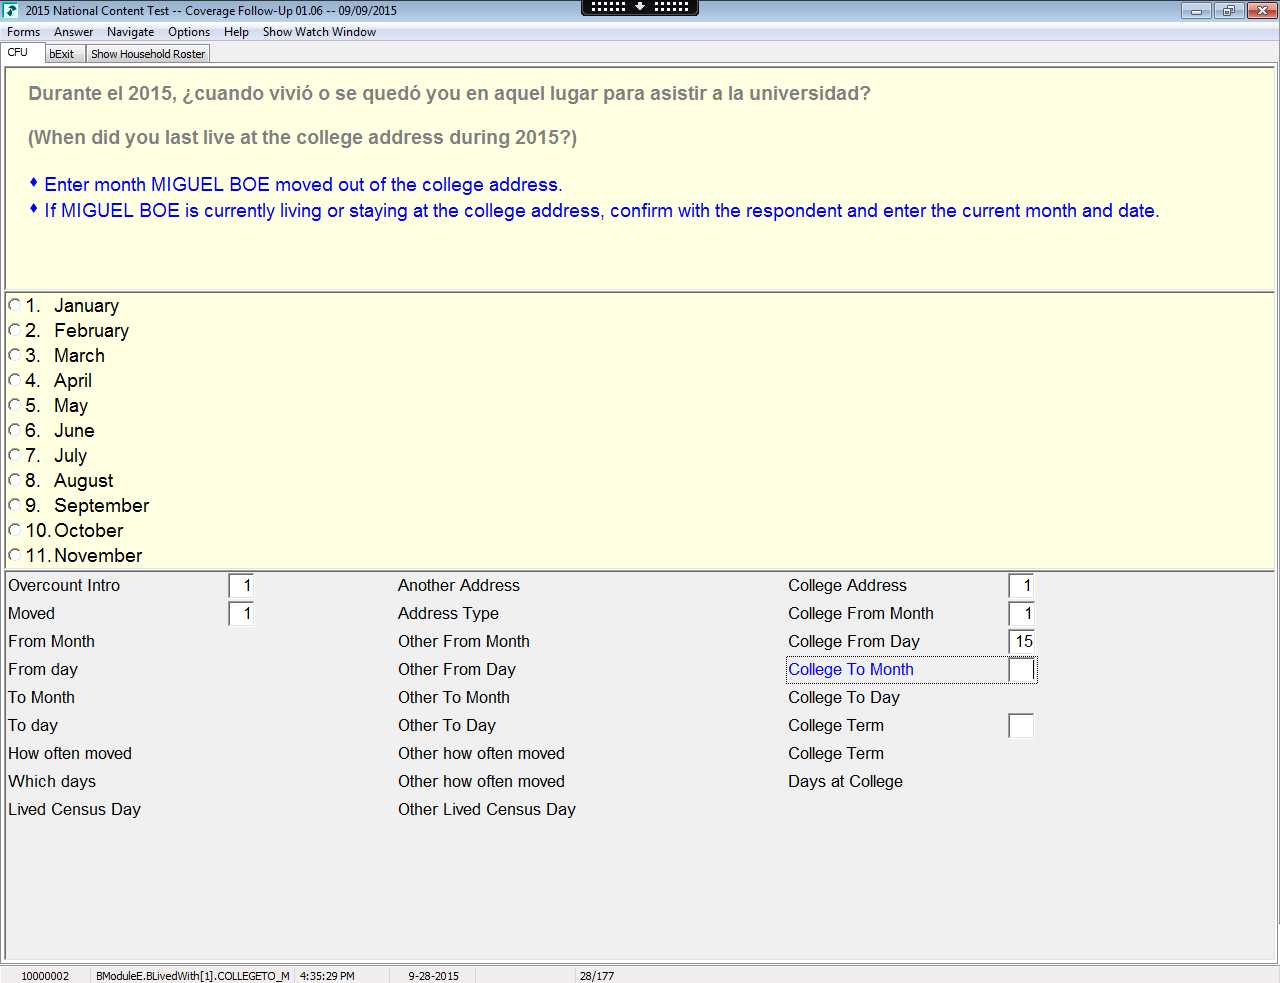 2015 National Content Test -- Coverage Follow-Up 01.06 -- 09/09/2015
Forms Answer Navigate Options Help Show Watch Window
CFU bExit Show Household Roster
Durante el 2015, ¿cuando vivió o se quedó you en aquel lugar para asistir a la universidad?
(When did you last live at the college address during 2015?)
♦ Enter month MIGUEL BOE moved out of the college address.
♦ If MIGUEL BOE is currently living or staying at the college address, confirm with the respondent and enter the current month and date.
1. January
2. February
3. March
4. April
5. May
6. June
7. July
8. August
9. September
10. October
11. November
Overcount Intro 1 Another Address College Address 1
Moved 1 Address Type College From Month 1
From Month Other From Month College From Day 15
From day Other From Day College To Month
To Month Other To Month College To Day
To day Other To Day College Term
How often moved Other how often moved College Term
Which days Other how often moved Days at College
Lived Census Day Other Lived Census Day
10000002 BModuleE.BLivedWith[1].COLLEGETO_M 4:35:29 PM 9-28-2015 28/177